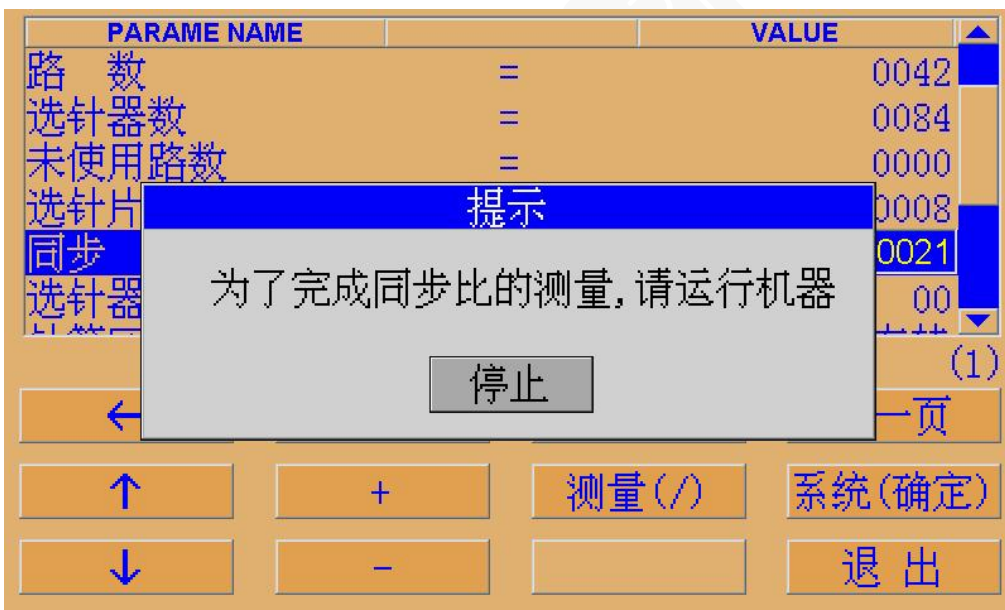 PARAME NAME VALUE
路 数 = 0042
选针器数 = 0084
未使用路数 = 0000
选针片 0008
提示
同步 0021
为了完成同步比的测量,请运行机器
选针器 00
停止
(1)
← 一页
↑ + 测量(/) 系统(确定)
↓ - 退 出